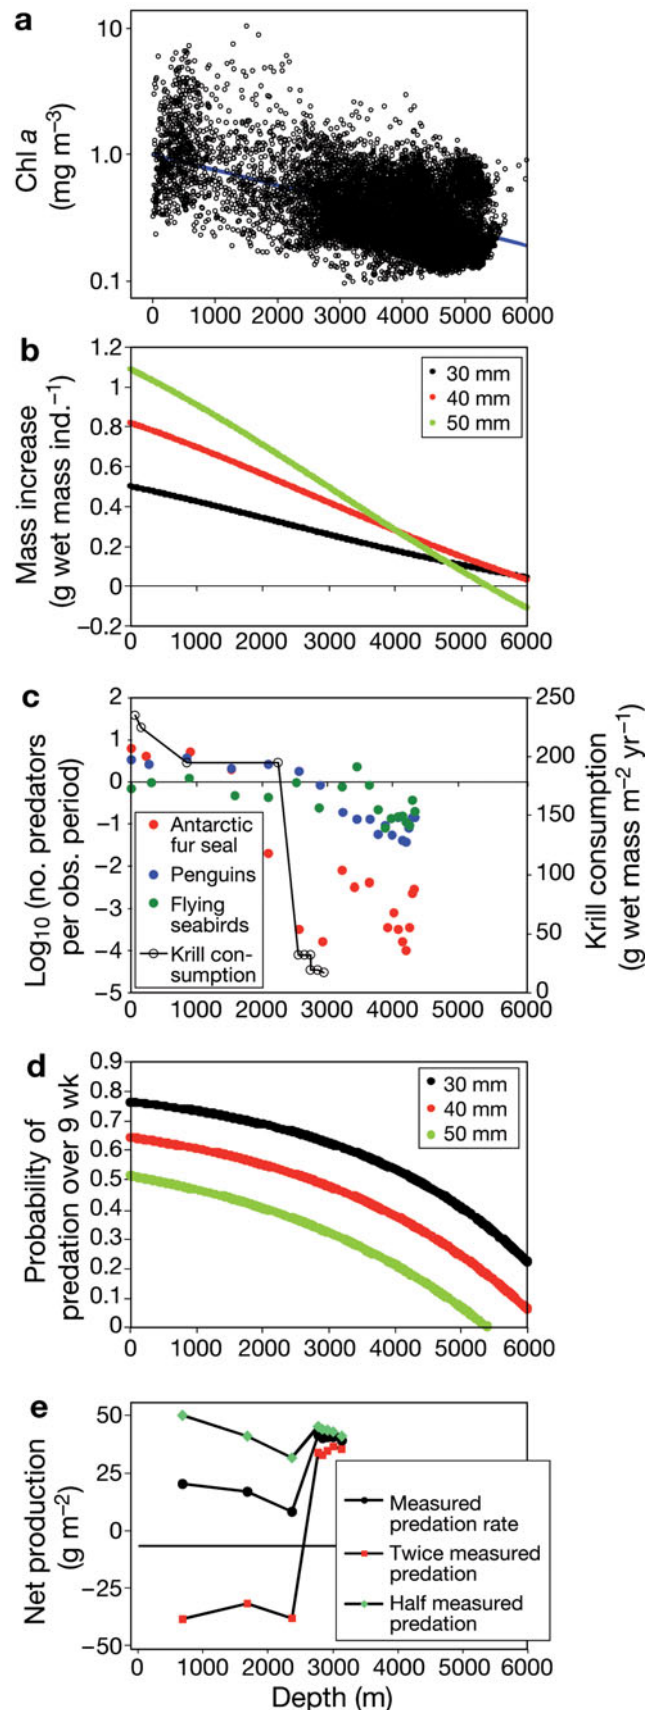 a
10
1.0
0.1
Chl a
(mg m⁻³)
0 1000 2000 3000 4000 5000 6000
b
1.2
1
0.8
0.6
0.4
0.2
0
−0.2
Mass increase
(g wet mass ind.⁻¹)
30 mm
40 mm
50 mm
0 1000 2000 3000 4000 5000 6000
c
2
1
0
−1
−2
−3
−4
−5
Log₁₀ (no. predators
per obs. period)
Antarctic
fur seal
Penguins
Flying
seabirds
Krill con-
sumption
250
200
150
100
50
0
Krill consumption
(g wet mass m⁻² yr⁻¹)
0 1000 2000 3000 4000 5000 6000
d
0.9
0.8
0.7
0.6
0.5
0.4
0.3
0.2
0.1
0
Probability of
predation over 9 wk
30 mm
40 mm
50 mm
0 1000 2000 3000 4000 5000 6000
e
50
25
0
−25
−50
Net production
(g m⁻²)
Measured
predation rate
Twice measured
predation
Half measured
predation
0 1000 2000 3000 4000 5000 6000
Depth (m)